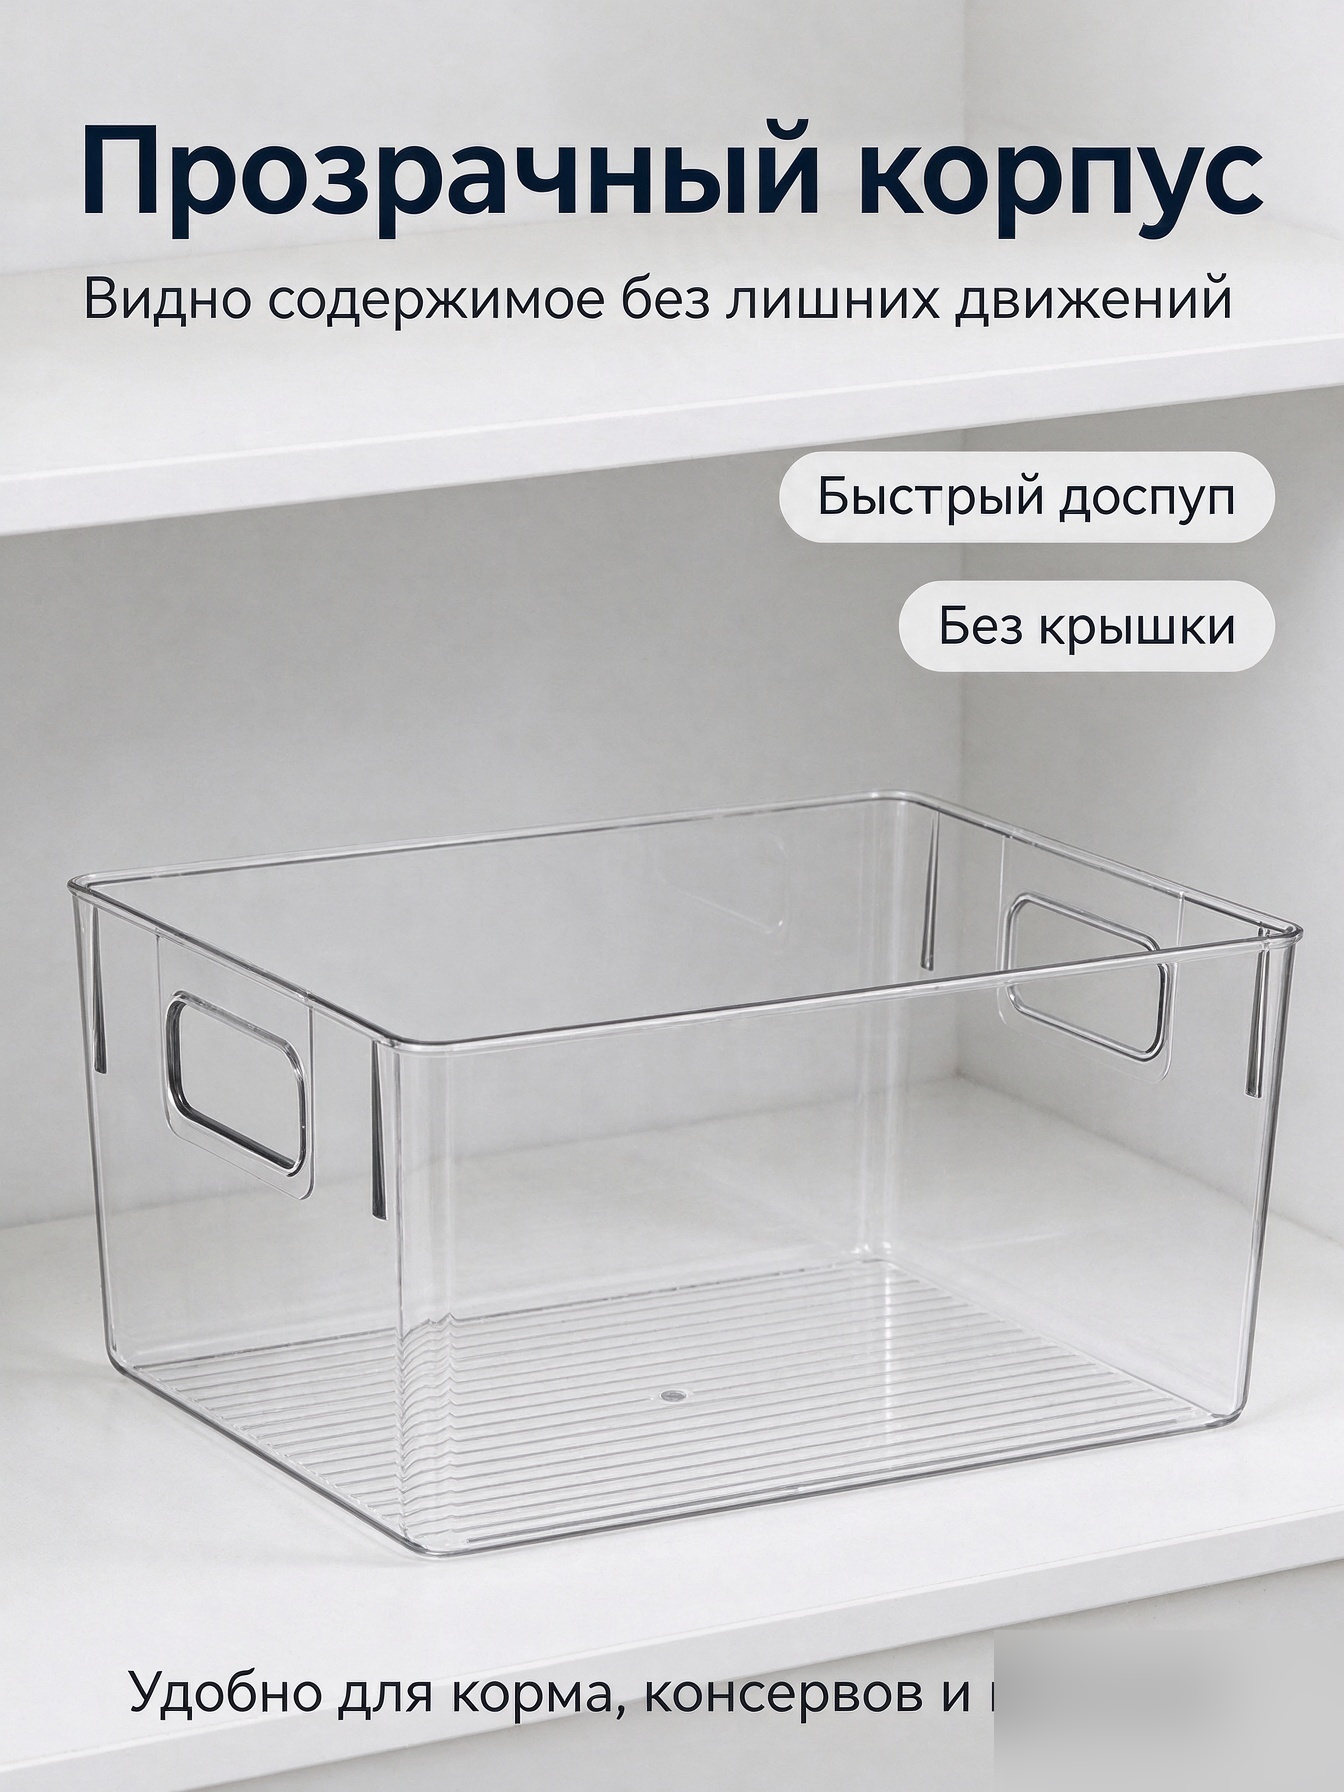 Прозрачный корпус
Видно содержимое без лишних движений
Быстрый доспуп
Без крышки
Удобно для корма, консервов и